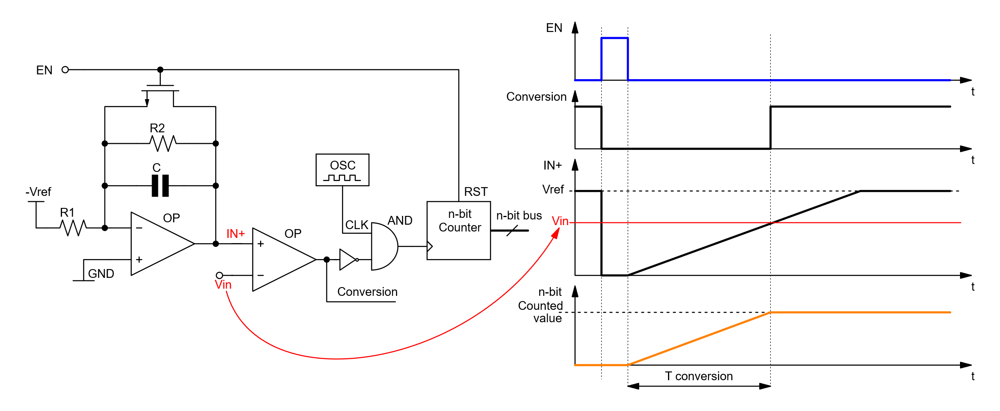 EN
R2
C
-Vref
R1
OP
GND
IN+
OP
Vin
OSC
CLK
AND
Conversion
RST
n-bit
Counter
n-bit bus
EN
t
Conversion
t
IN+
Vref
Vin
t
n-bit
Counted
value
T conversion
t